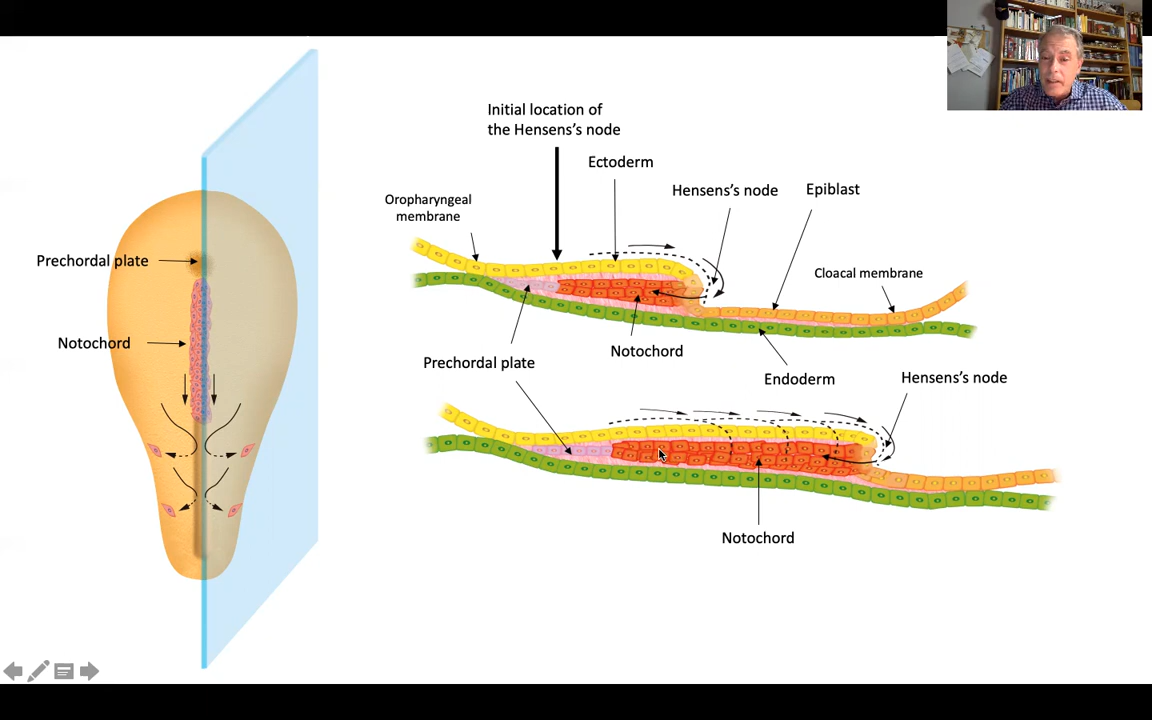 Initial location of
the Hensens's node
Ectoderm
Hensens's node
Epiblast
Oropharyngeal
membrane
Cloacal membrane
Prechordal plate
Notochord
Notochord
Prechordal plate
Endoderm
Hensens's node
Notochord